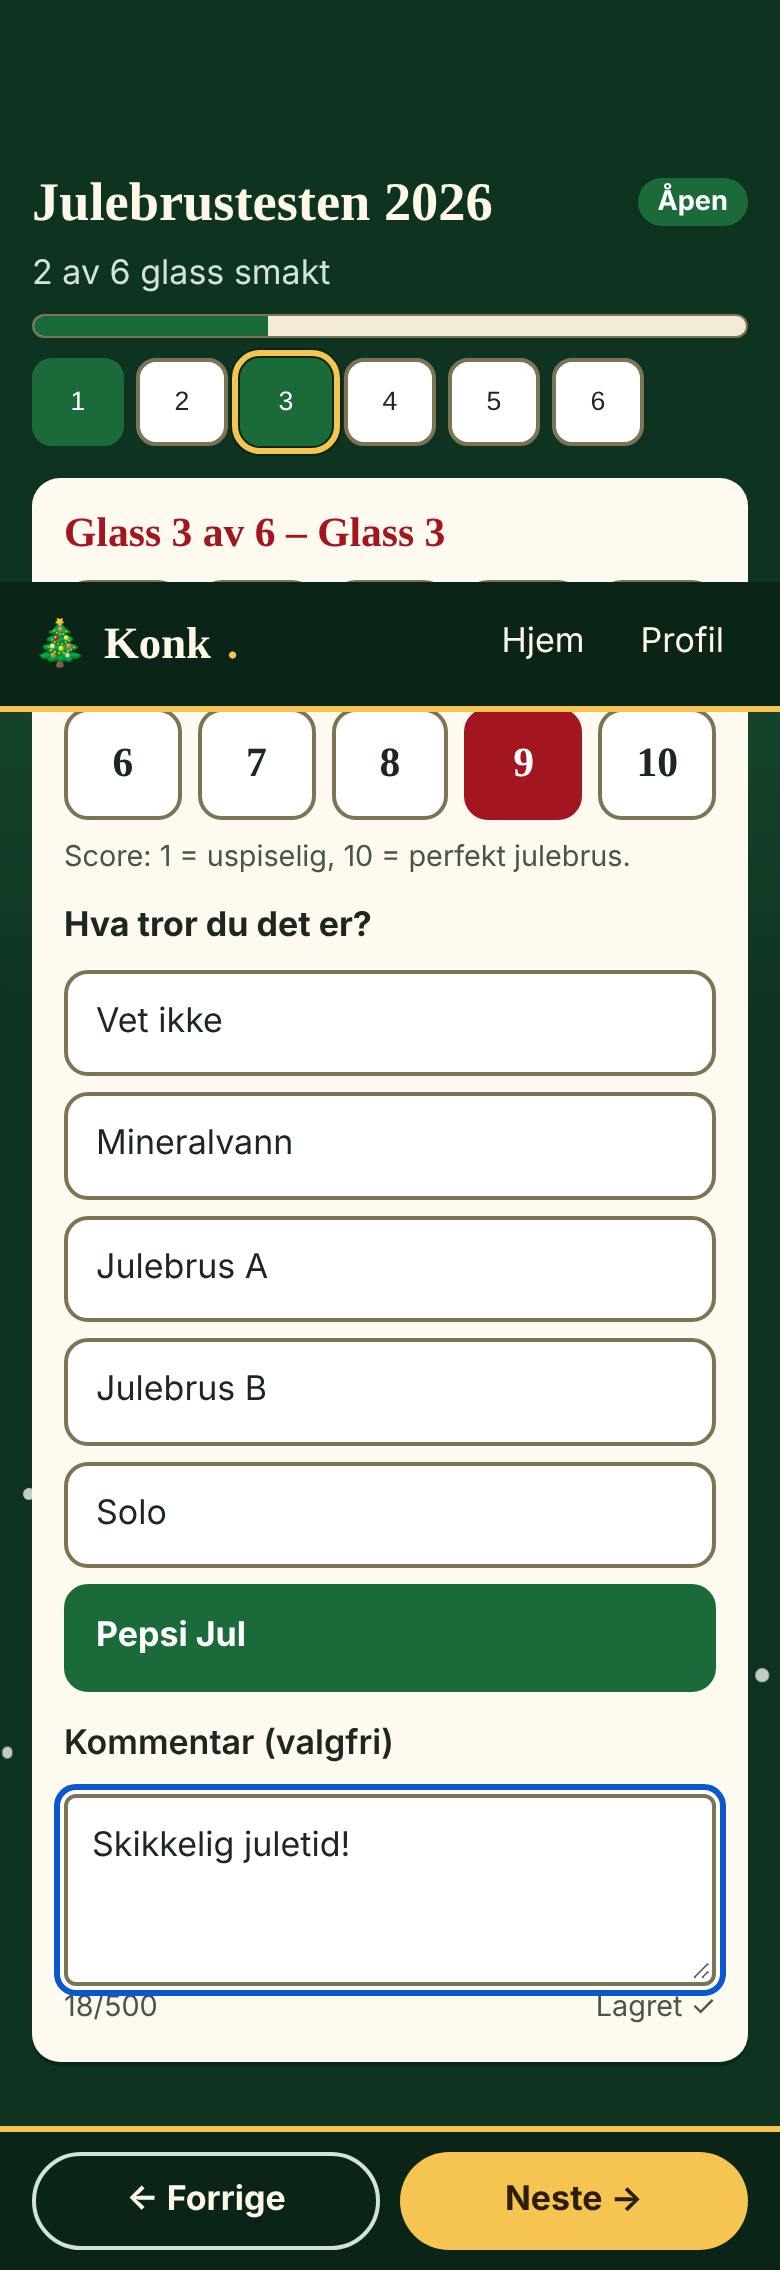 Julebrustesten 2026
Åpen
2 av 6 glass smakt
1 2 3 4 5 6
Glass 3 av 6 – Glass 3
Konk .
Hjem Profil
6 7 8 9 10
Score: 1 = uspiselig, 10 = perfekt julebrus.
Hva tror du det er?
Vet ikke
Mineralvann
Julebrus A
Julebrus B
Solo
Pepsi Jul
Kommentar (valgfri)
Skikkelig juletid!
18/500
Lagret ✓
← Forrige
Neste →